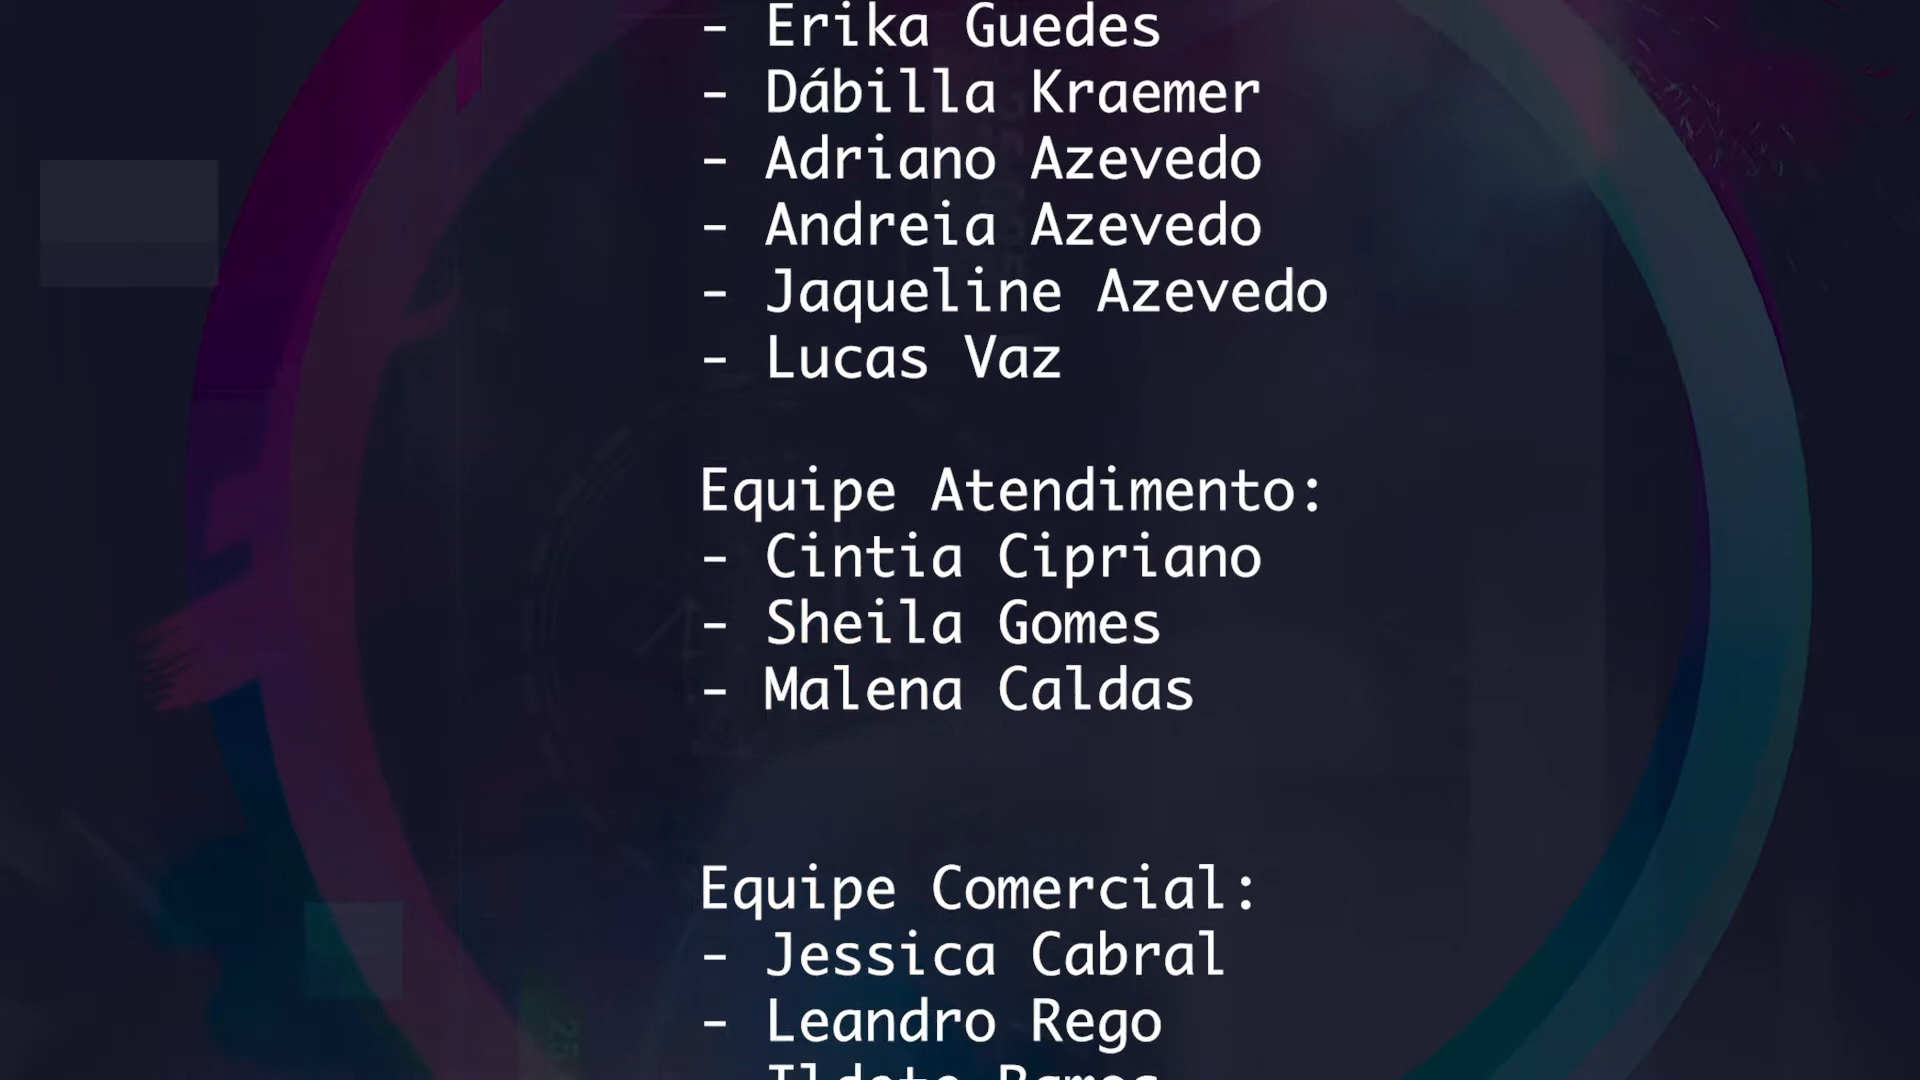 - Erika Guedes
- Dábilla Kraemer
- Adriano Azevedo
- Andreia Azevedo
- Jaqueline Azevedo
- Lucas Vaz
Equipe Atendimento:
- Cintia Cipriano
- Sheila Gomes
- Malena Caldas
Equipe Comercial:
- Jessica Cabral
- Leandro Rego